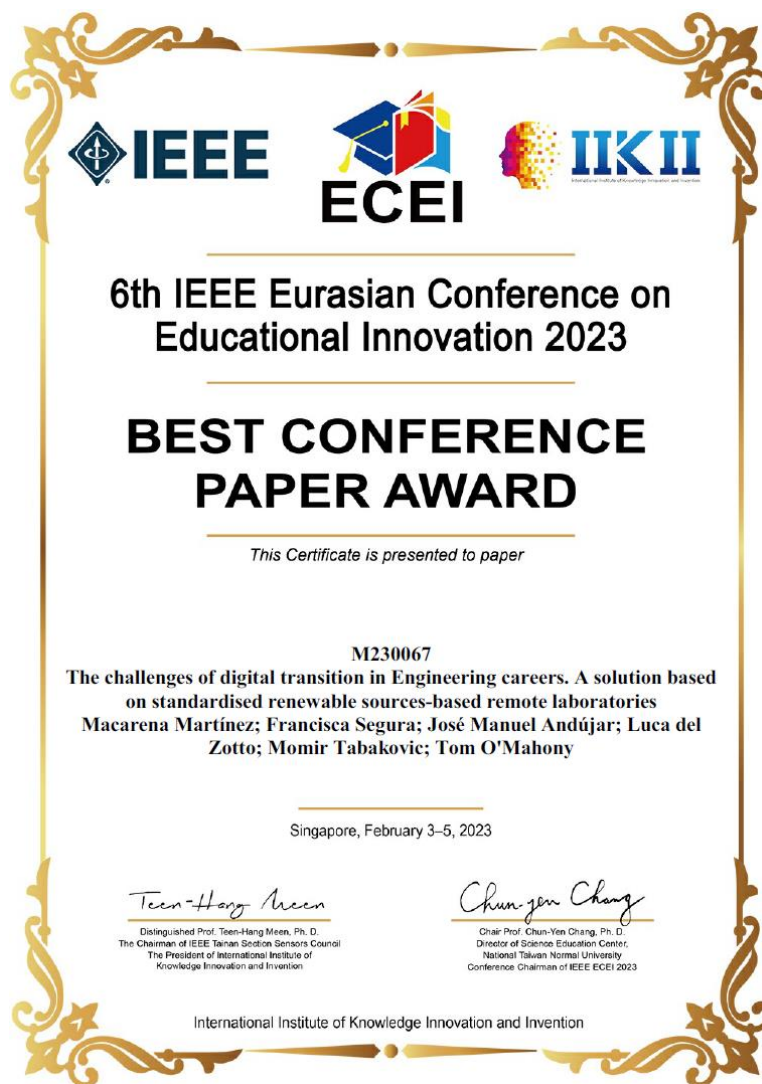 IEEE
ECEI
IIKII
International Institute of Knowledge Innovation and Invention
6th IEEE Eurasian Conference on
Educational Innovation 2023
BEST CONFERENCE
PAPER AWARD
This Certificate is presented to paper
M230067
The challenges of digital transition in Engineering careers. A solution based
on standardised renewable sources-based remote laboratories
Macarena Martínez; Francisca Segura; José Manuel Andújar; Luca del
Zotto; Momir Tabakovic; Tom O'Mahony
Singapore, February 3–5, 2023
Teen-Hang Meen
Distinguished Prof. Teen-Hang Meen, Ph. D.
The Chairman of IEEE Tainan Section Sensors Council
The President of International Institute of
Knowledge Innovation and Invention
Chun-yen Chang
Chair Prof. Chun-Yen Chang, Ph. D.
Director of Science Education Center,
National Taiwan Normal University
Conference Chairman of IEEE ECEI 2023
International Institute of Knowledge Innovation and Invention